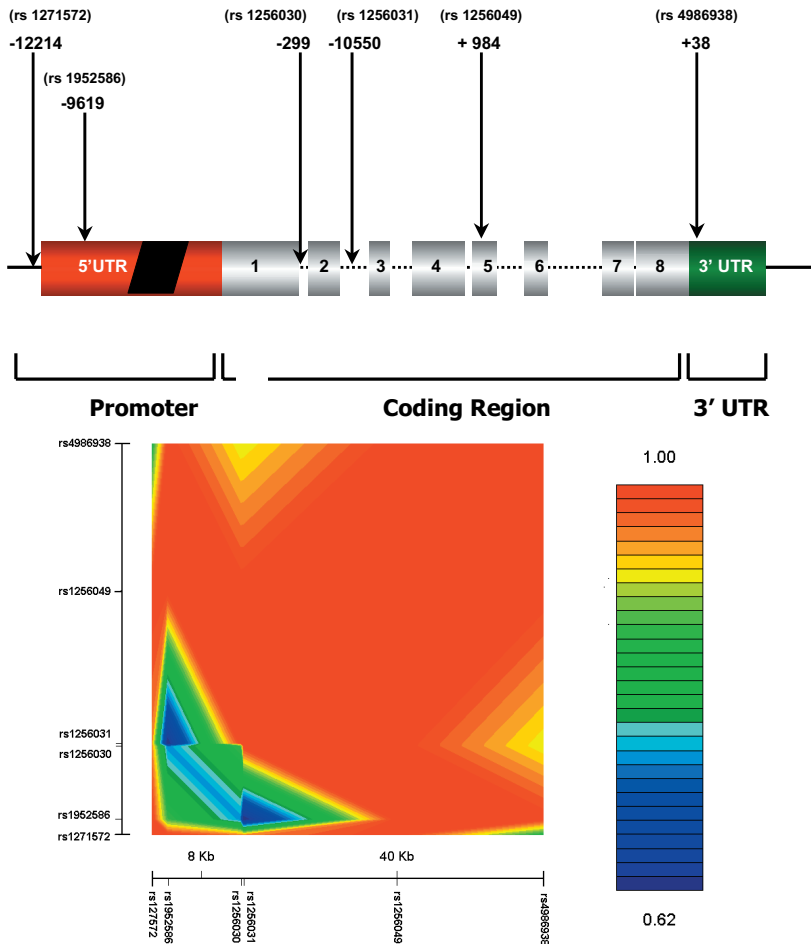 (rs 1271572)
(rs 1256030)
(rs 1256031)
(rs 1256049)
(rs 4986938)
-12214
-299
-10550
+ 984
+38
(rs 1952586)
-9619
5'UTR
1
2
3
4
5
6
7
8
3' UTR
Promoter
Coding Region
3' UTR
rs4986938
1.00
rs1256049
rs1256031
rs1256030
rs1952586
rs1271572
8 Kb
40 Kb
rs127572
rs1952586
rs1256030
rs1256031
rs1256049
rs4986938
0.62